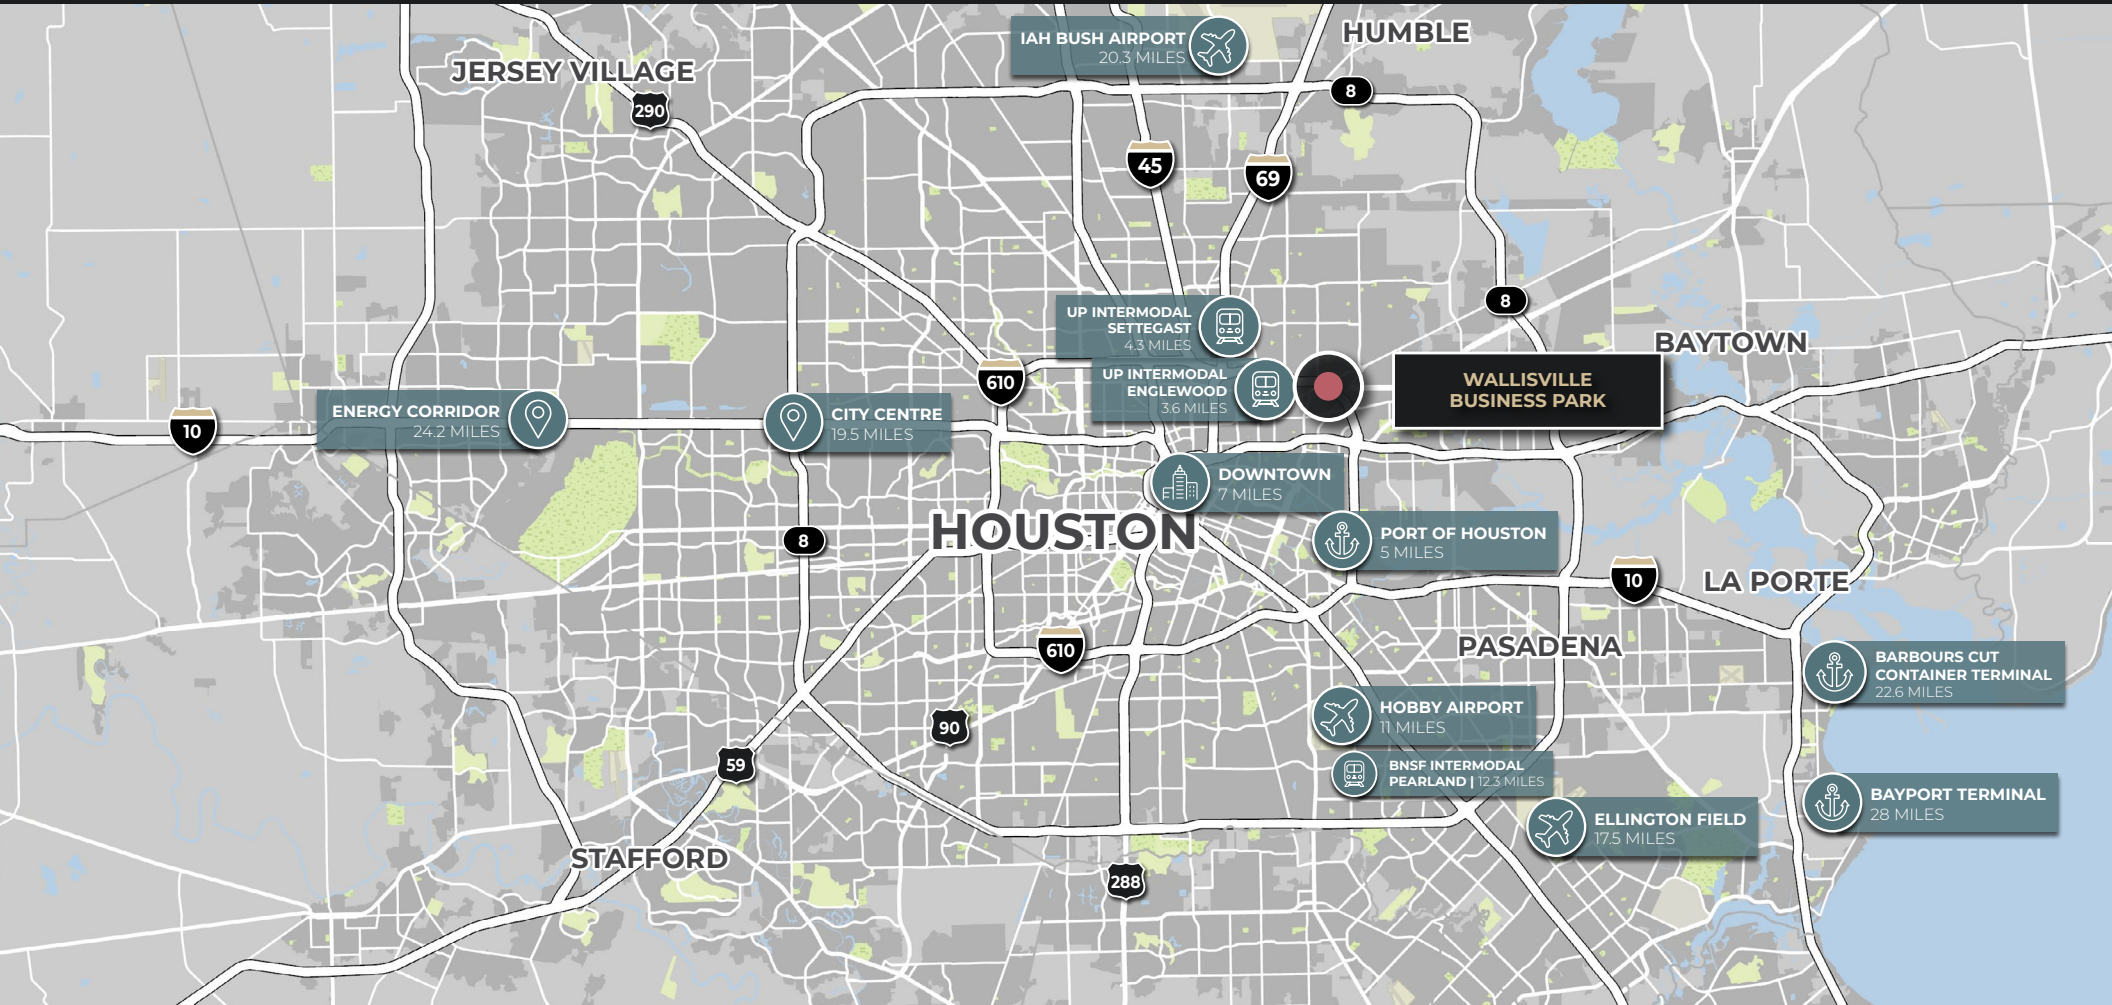 IAH BUSH AIRPORT
20.3 MILES
HUMBLE
JERSEY VILLAGE
290
8
45
69
8
UP INTERMODAL
SETTEGAST
4.3 MILES
BAYTOWN
UP INTERMODAL
ENGLEWOOD
3.6 MILES
WALLISVILLE
BUSINESS PARK
610
10
ENERGY CORRIDOR
24.2 MILES
CITY CENTRE
19.5 MILES
DOWNTOWN
7 MILES
HOUSTON
8
PORT OF HOUSTON
5 MILES
10
LA PORTE
610
PASADENA
BARBOURS CUT
CONTAINER TERMINAL
22.6 MILES
90
HOBBY AIRPORT
11 MILES
59
BNSF INTERMODAL
PEARLAND | 12.3 MILES
BAYPORT TERMINAL
28 MILES
ELLINGTON FIELD
17.5 MILES
STAFFORD
288